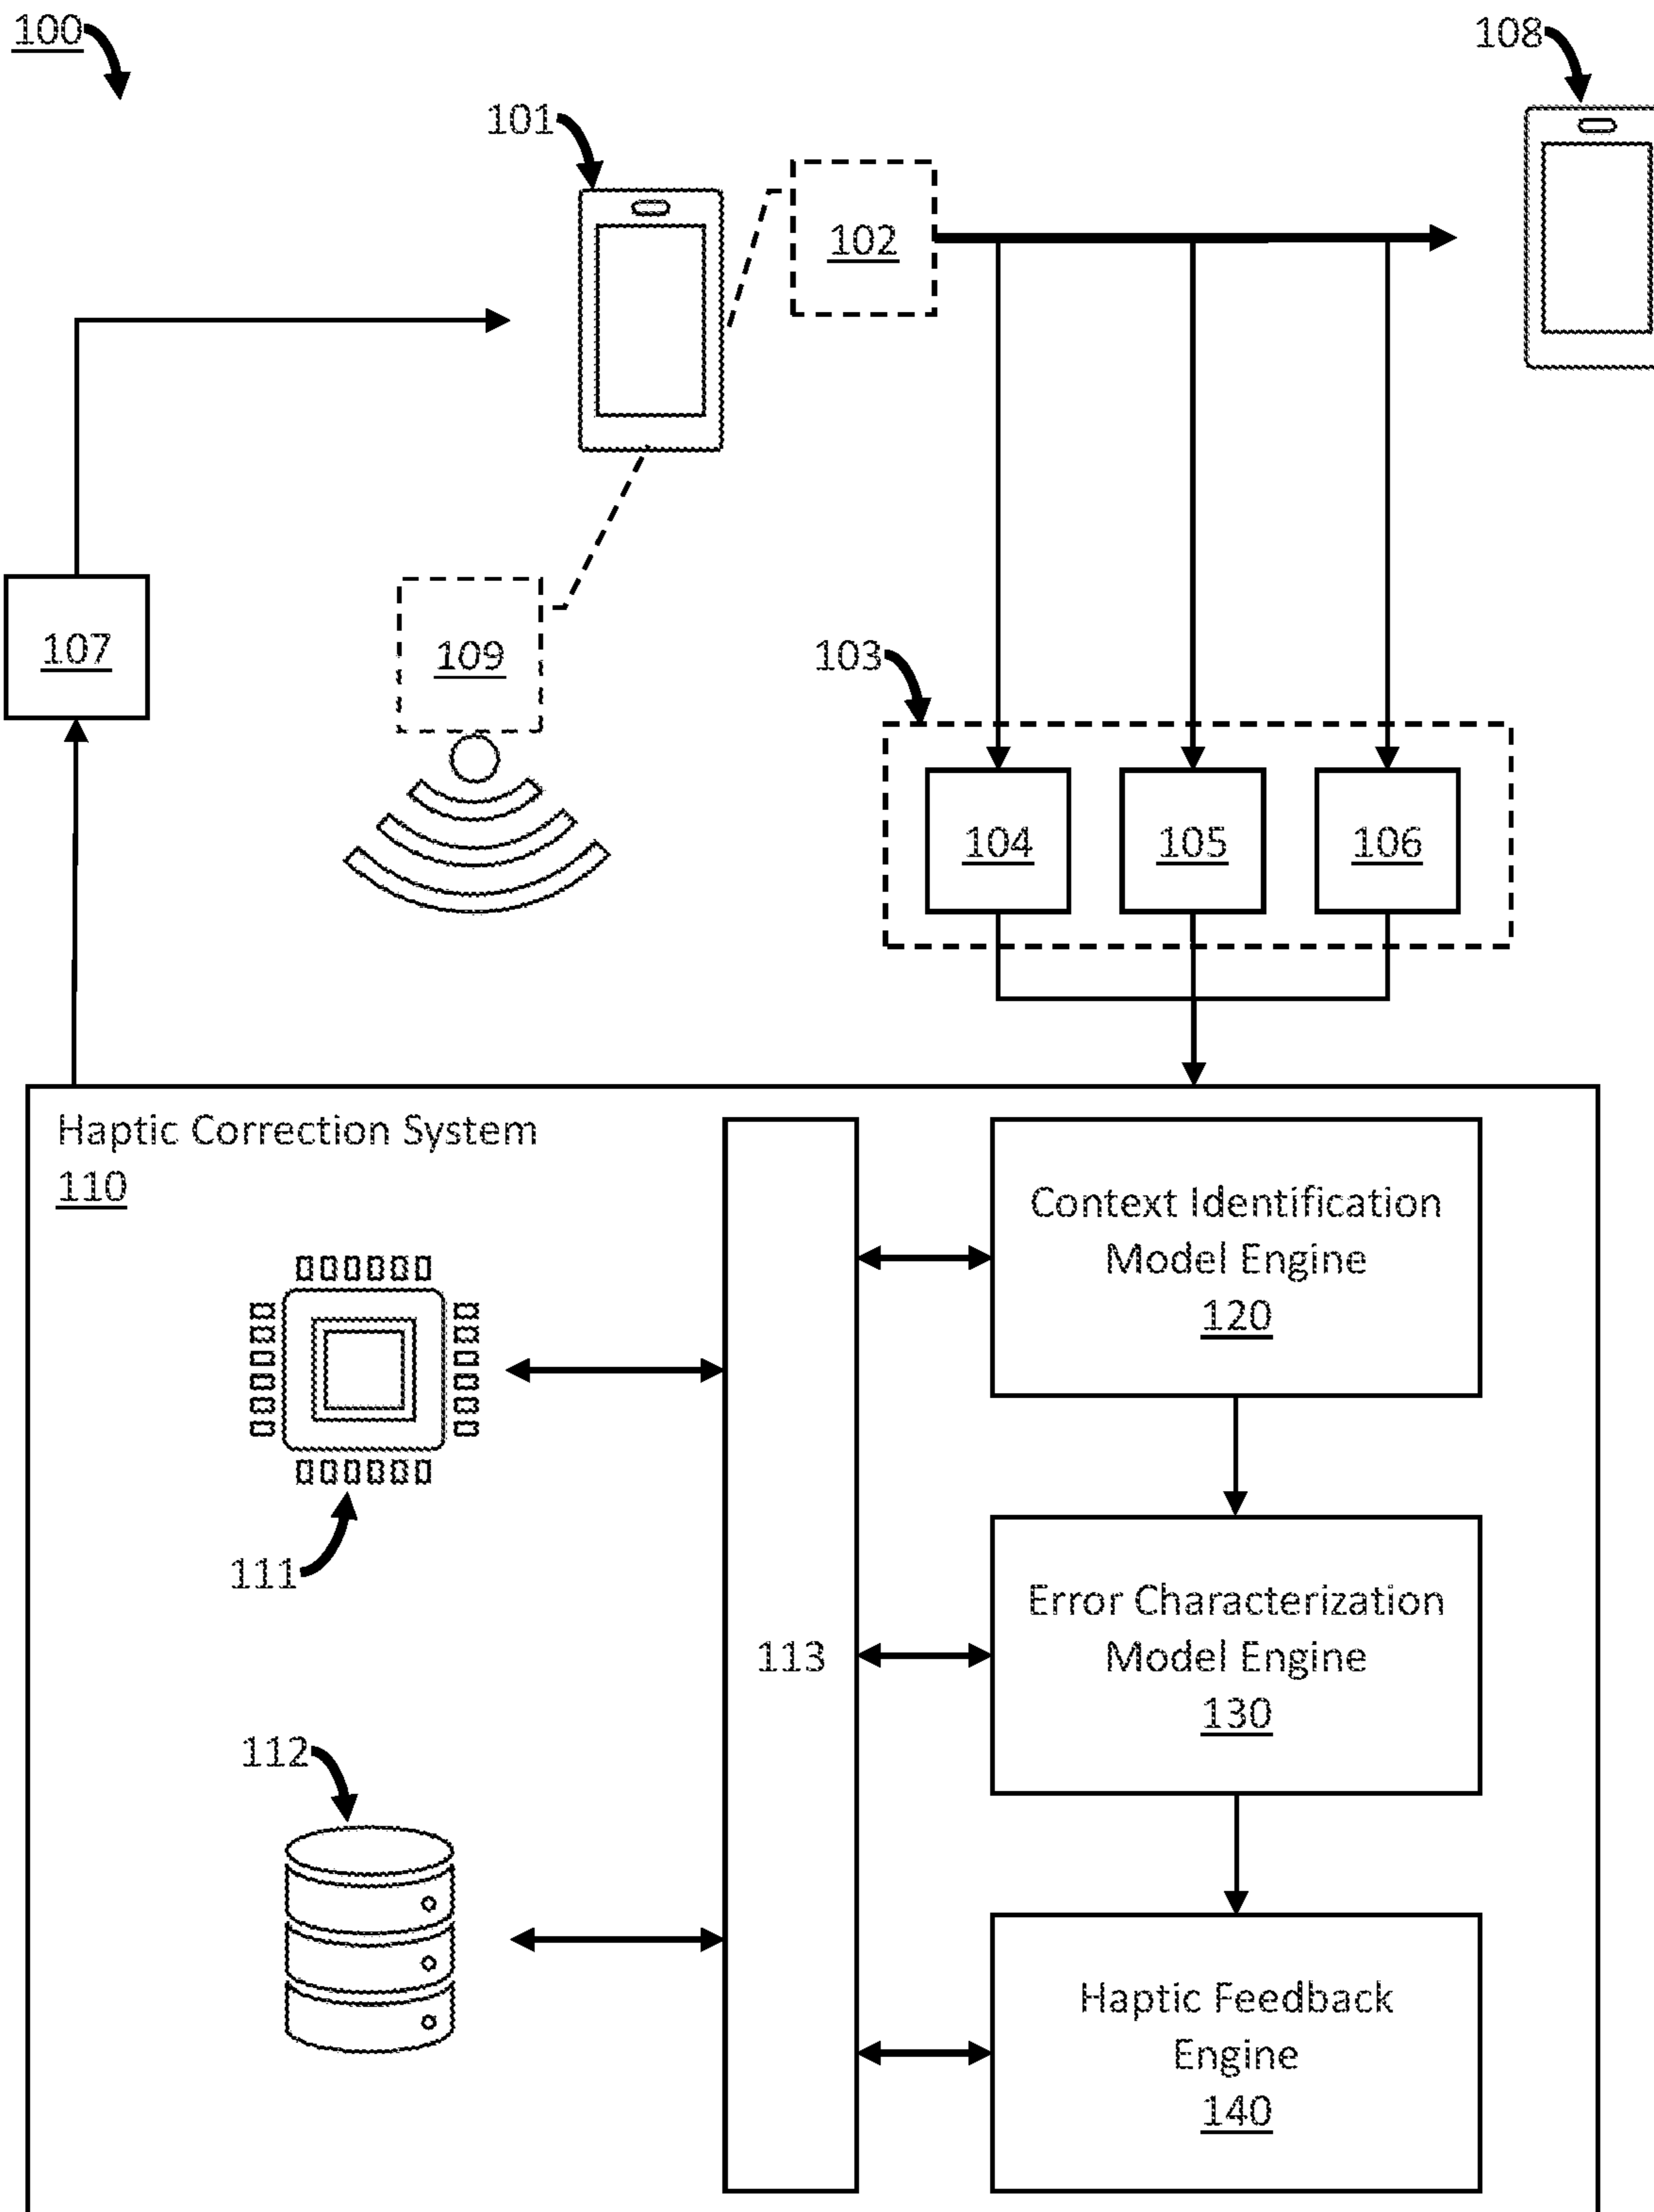 100
108
101
102
107
109
103
104
105
106
Haptic Correction System
110
Context Identification
Model Engine
120
111
Error Characterization
Model Engine
130
113
112
Haptic Feedback
Engine
140